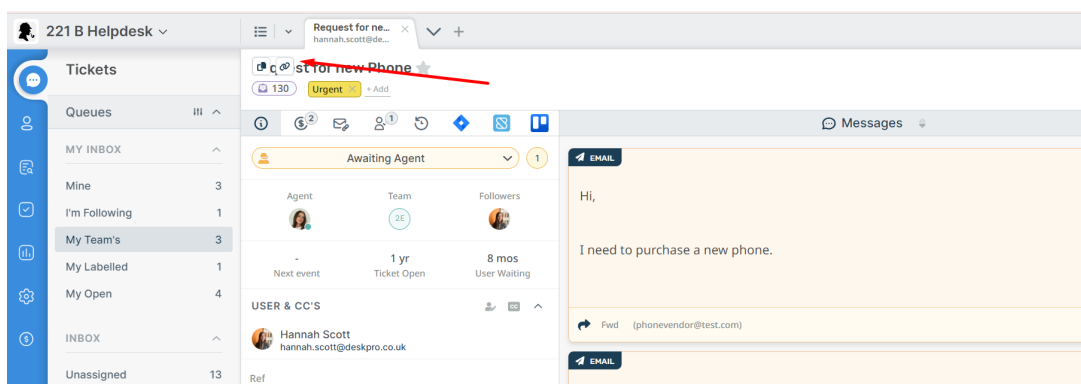 221 B Helpdesk
Request for ne...
hannah.scott@de...
Tickets
quest for new Phone
130
Urgent
+ Add
Queues
2
1
Messages
MY INBOX
Awaiting Agent
1
EMAIL
Mine 3
I'm Following 1
My Team's 3
My Labelled 1
My Open 4
Agent
Team
Followers
2E
Hi,
I need to purchase a new phone.
-
1 yr
8 mos
Next event
Ticket Open
User Waiting
USER & CC'S
CC
Hannah Scott
hannah.scott@deskpro.co.uk
Fwd (phonevendor@test.com)
INBOX
EMAIL
Unassigned 13
Ref